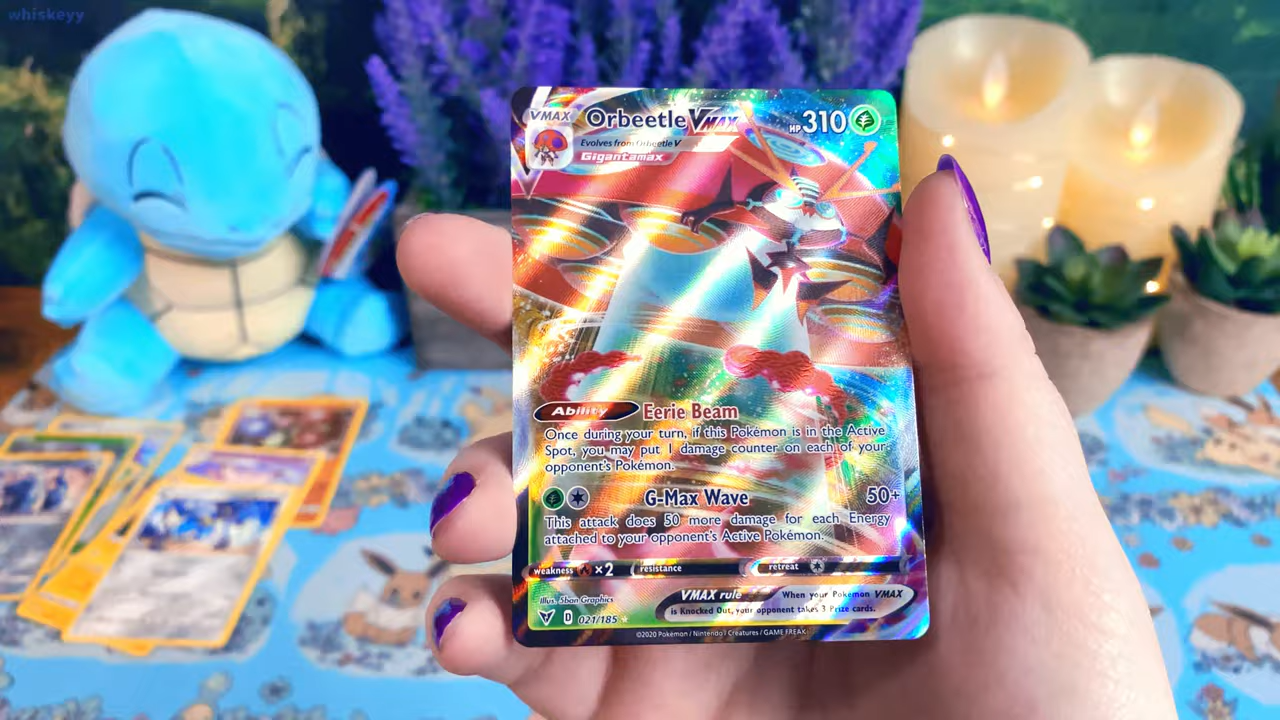 whiskeyy
VMAX Orbeetle VMAX HP 310
Evolves from Orbeetle V
Gigantamax
Ability Eerie Beam
Once during your turn, if this Pokémon is in the Active
Spot, you may put 1 damage counter on each of your
opponent's Pokémon.
G-Max Wave 50+
This attack does 50 more damage for each Energy
attached to your opponent's Active Pokémon.
weakness ×2 resistance retreat
Illus. 5ban Graphics
VMAX rule When your Pokémon VMAX
is Knocked Out, your opponent takes 3 Prize cards.
D 021/185
©2020 Pokémon / Nintendo / Creatures / GAME FREAK